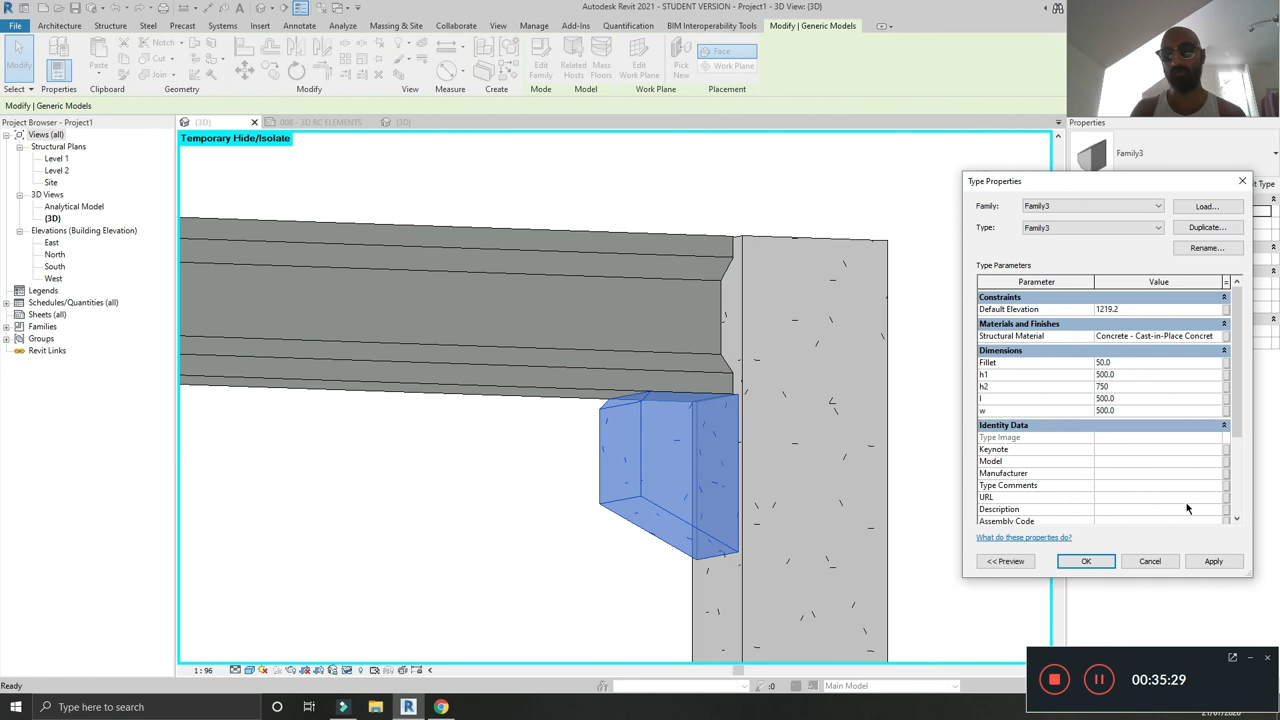 Autodesk Revit 2021 - STUDENT VERSION - Project1 - 3D View: {3D}
File Architecture Structure Steel Precast Systems Insert Annotate Analyze Massing & Site Collaborate View Manage Add-Ins Quantification BIM Interoperability Tools Modify | Generic Models
Modify Paste Notch Cut Join Edit Family Related Hosts Mass Floors Edit Work Plane Pick New Face Work Plane
Select Properties Clipboard Geometry Modify View Measure Create Mode Model Work Plane Placement
Modify | Generic Models
Project Browser - Project1
{3D} 008 - 3D RC ELEMENTS {3D}
Properties
Views (all)
Structural Plans
Level 1
Level 2
Site
3D Views
Analytical Model
{3D}
Elevations (Building Elevation)
East
North
South
West
Legends
Schedules/Quantities (all)
Sheets (all)
Families
Groups
Revit Links
Temporary Hide/Isolate
Family3
Type Properties
Family: Family3 Load...
Type: Family3 Duplicate...
Rename...
Type Parameters
Parameter Value =
Constraints
Default Elevation 1219.2
Materials and Finishes
Structural Material Concrete - Cast-in-Place Concret
Dimensions
Fillet 50.0
h1 500.0
h2 750
l 500.0
w 500.0
Identity Data
Type Image
Keynote
Model
Manufacturer
Type Comments
URL
Description
Assembly Code
What do these properties do?
<< Preview OK Cancel Apply
1 : 96
Ready
:0 Main Model
00:35:29
Type here to search